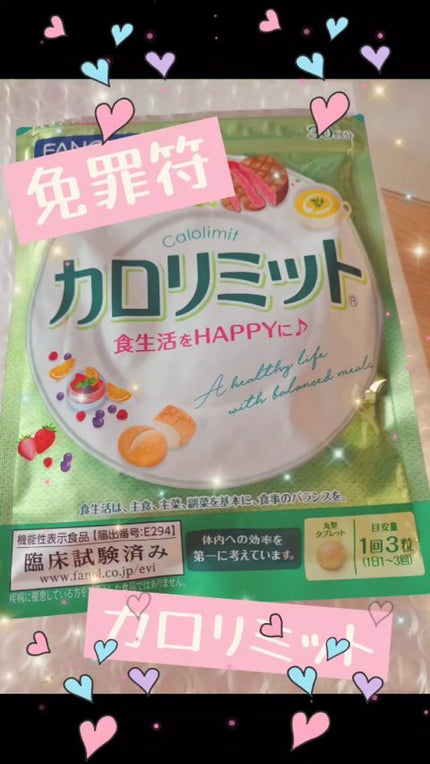 30回分
免罪符
Calolimit
カロリミット®
食生活をHAPPYに♪
A healthy life
with balanced meals
食生活は、主食、主菜、副菜を基本に、食事のバランスを。
機能性表示食品【届出番号:E294】
臨床試験済み
www.fancl.co.jp/evi
体内への効率を
第一に考えています。
丸型
タブレット
目安量
1回3粒
(1日1~3回)
カロリミット